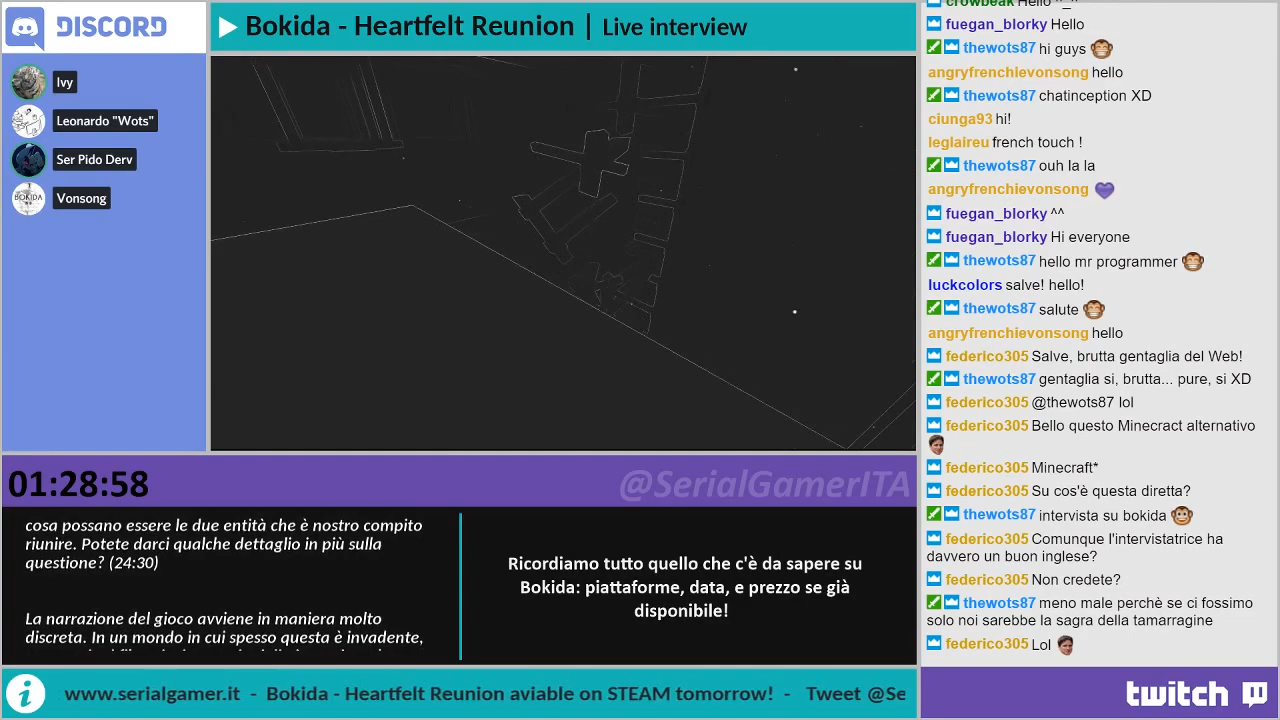 DISCORD
Bokida - Heartfelt Reunion | Live interview
Ivy
Leonardo "Wots"
Ser Pido Derv
BOKIDA
Vonsong
01:28:58
@SerialGamerITA
cosa possano essere le due entità che è nostro compito
riunire. Potete darci qualche dettaglio in più sulla
questione? (24:30)
La narrazione del gioco avviene in maniera molto
discreta. In un mondo in cui spesso questa è invadente,
Ricordiamo tutto quello che c'è da sapere su
Bokida: piattaforme, data, e prezzo se già
disponibile!
www.serialgamer.it - Bokida - Heartfelt Reunion aviable on STEAM tomorrow! - Tweet @Se
crowbeak Hello ^_^
fuegan_blorky Hello
thewots87 hi guys
angryfrenchievonsong hello
thewots87 chatinception XD
ciunga93 hi!
leglaireu french touch !
thewots87 ouh la la
angryfrenchievonsong
fuegan_blorky ^^
fuegan_blorky Hi everyone
thewots87 hello mr programmer
luckcolors salve! hello!
thewots87 salute
angryfrenchievonsong hello
federico305 Salve, brutta gentaglia del Web!
thewots87 gentaglia si, brutta... pure, si XD
federico305 @thewots87 lol
federico305 Bello questo Minecract alternativo
federico305 Minecraft*
federico305 Su cos'è questa diretta?
thewots87 intervista su bokida
federico305 Comunque l'intervistatrice ha
davvero un buon inglese?
federico305 Non credete?
thewots87 meno male perchè se ci fossimo
solo noi sarebbe la sagra della tamarragine
federico305 Lol
twitch